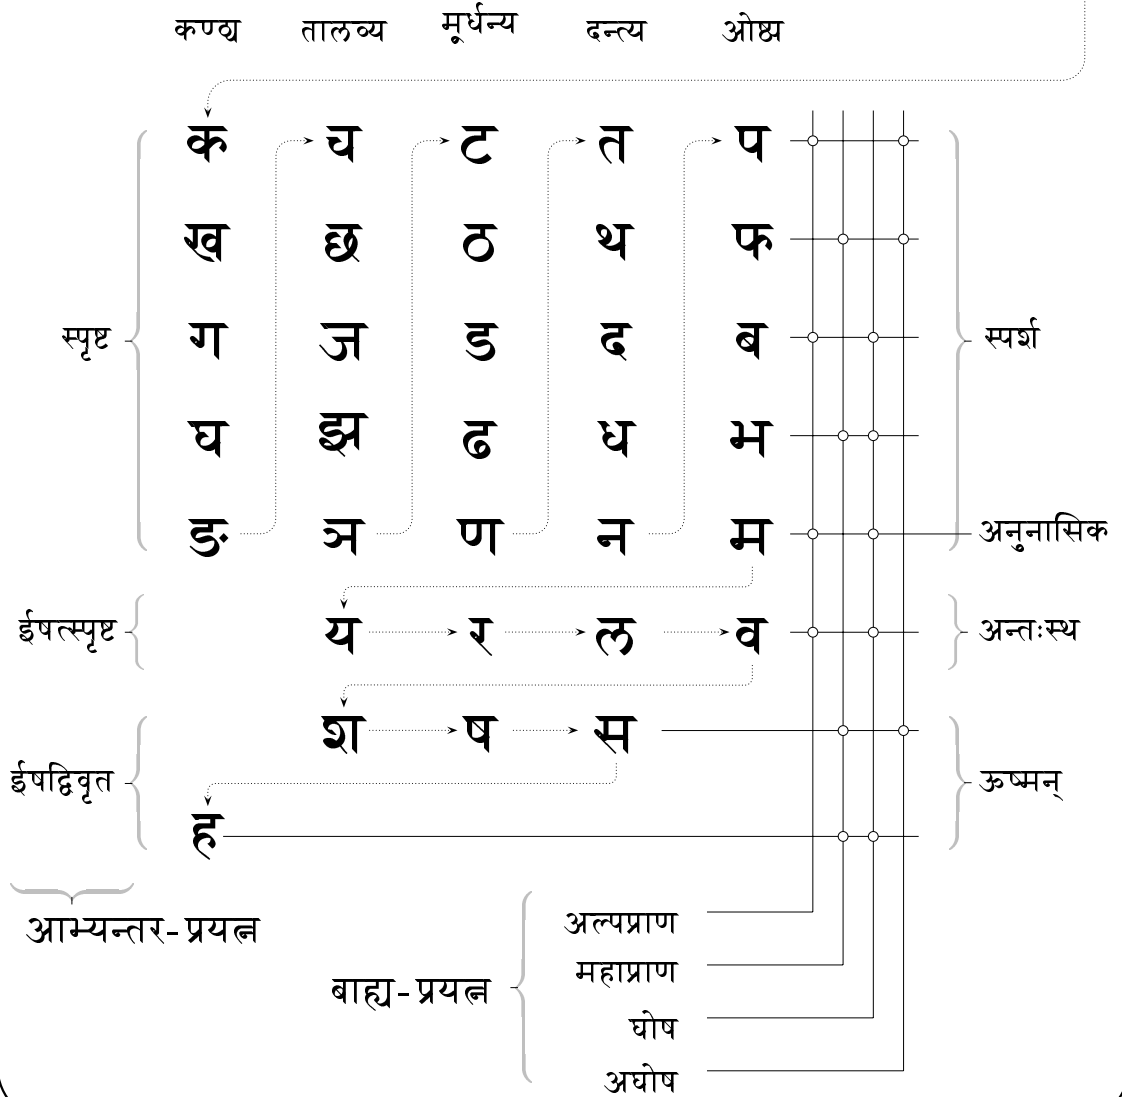 कण्ठ्य तालव्य मूर्धन्य दन्त्य ओष्ठ्य
क च ट त प
ख छ ठ थ फ
स्पृष्ट ग ज ड द ब स्पर्श
घ झ ढ ध भ
ङ ञ ण न म अनुनासिक
ईषत्स्पृष्ट य र ल व अन्तःस्थ
श ष स
ईषद्विवृत ऊष्मन्
ह
आभ्यन्तर-प्रयत्न अल्पप्राण
महाप्राण
बाह्य-प्रयत्न
घोष
अघोष